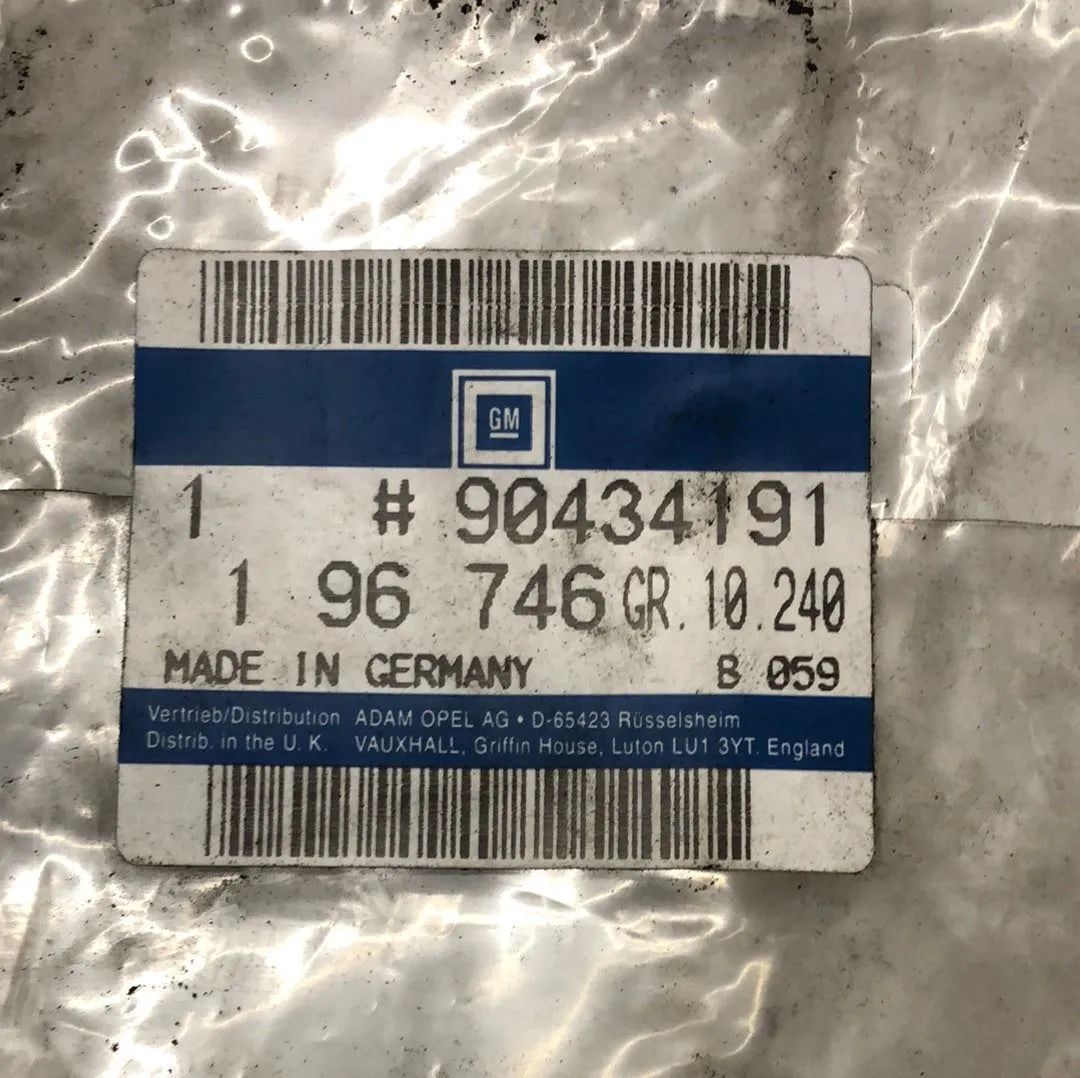 GM
1 # 90434191
1 96 746 GR. 10.240
MADE IN GERMANY B 059
Vertrieb/Distribution ADAM OPEL AG • D-65423 Rüsselsheim
Distrib. in the U. K. VAUXHALL, Griffin House, Luton LU1 3YT. England